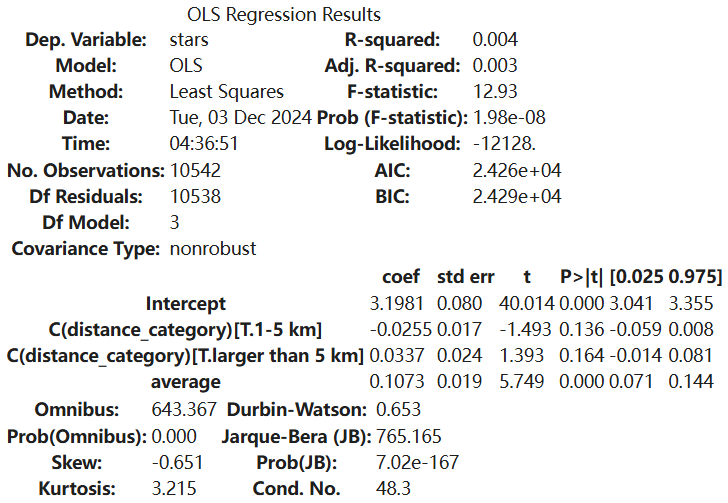 OLS Regression Results
Dep. Variable: stars R-squared: 0.004
Model: OLS Adj. R-squared: 0.003
Method: Least Squares F-statistic: 12.93
Date: Tue, 03 Dec 2024 Prob (F-statistic): 1.98e-08
Time: 04:36:51 Log-Likelihood: -12128.
No. Observations: 10542 AIC: 2.426e+04
Df Residuals: 10538 BIC: 2.429e+04
Df Model: 3
Covariance Type: nonrobust
coef std err t P>|t| [0.025 0.975]
Intercept 3.1981 0.080 40.014 0.000 3.041 3.355
C(distance_category)[T.1-5 km] -0.0255 0.017 -1.493 0.136 -0.059 0.008
C(distance_category)[T.larger than 5 km] 0.0337 0.024 1.393 0.164 -0.014 0.081
average 0.1073 0.019 5.749 0.000 0.071 0.144
Omnibus: 643.367 Durbin-Watson: 0.653
Prob(Omnibus): 0.000 Jarque-Bera (JB): 765.165
Skew: -0.651 Prob(JB): 7.02e-167
Kurtosis: 3.215 Cond. No. 48.3